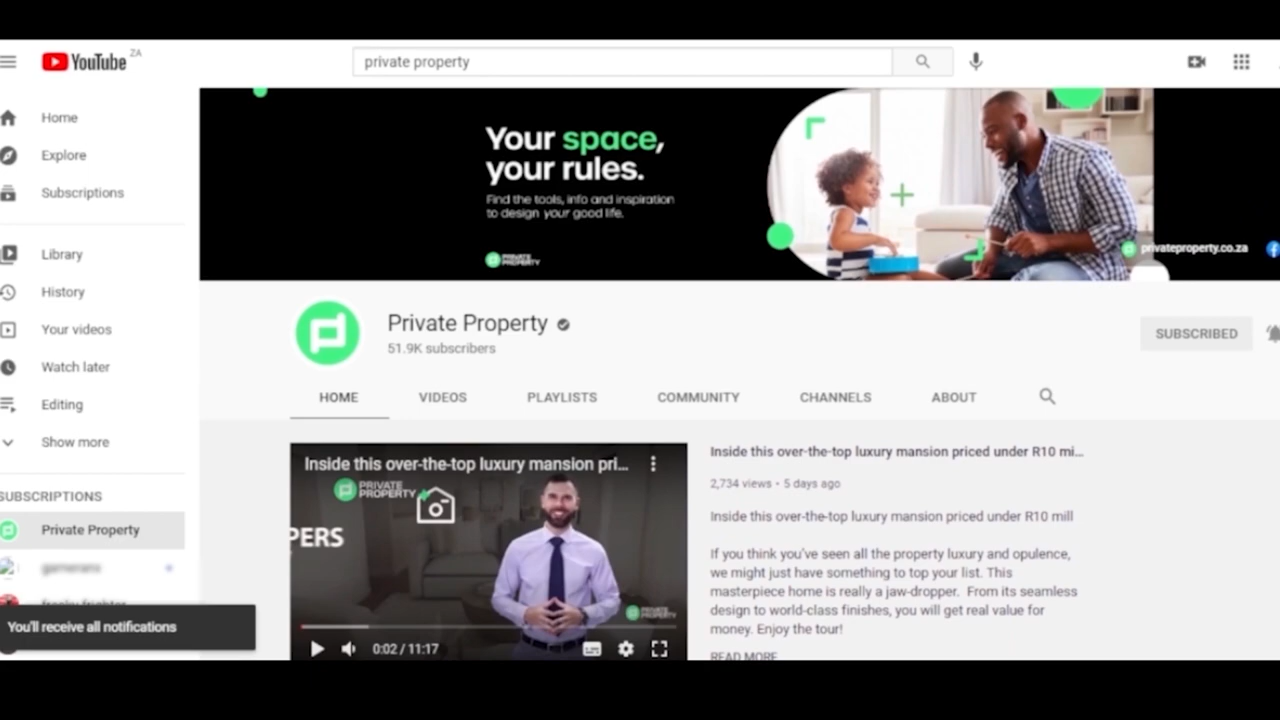 YouTube ZA
private property
Home
Explore
Subscriptions
Library
History
Your videos
Watch later
Editing
Show more
SUBSCRIPTIONS
Private Property
You'll receive all notifications
Your space,
your rules.
Find the tools, info and inspiration
to design your good life.
PRIVATE
PROPERTY
privateproperty.co.za
Private Property
51.9K subscribers
SUBSCRIBED
HOME VIDEOS PLAYLISTS COMMUNITY CHANNELS ABOUT
Inside this over-the-top luxury mansion pri...
PRIVATE
PROPERTY
PERS
PRIVATE
PROPERTY
0:02 / 11:17
Inside this over-the-top luxury mansion priced under R10 mi...
2,734 views • 5 days ago
Inside this over-the-top luxury mansion priced under R10 mill
If you think you've seen all the property luxury and opulence,
we might just have something to top your list. This
masterpiece home is really a jaw-dropper. From its seamless
design to world-class finishes, you will get real value for
money. Enjoy the tour!
READ MORE